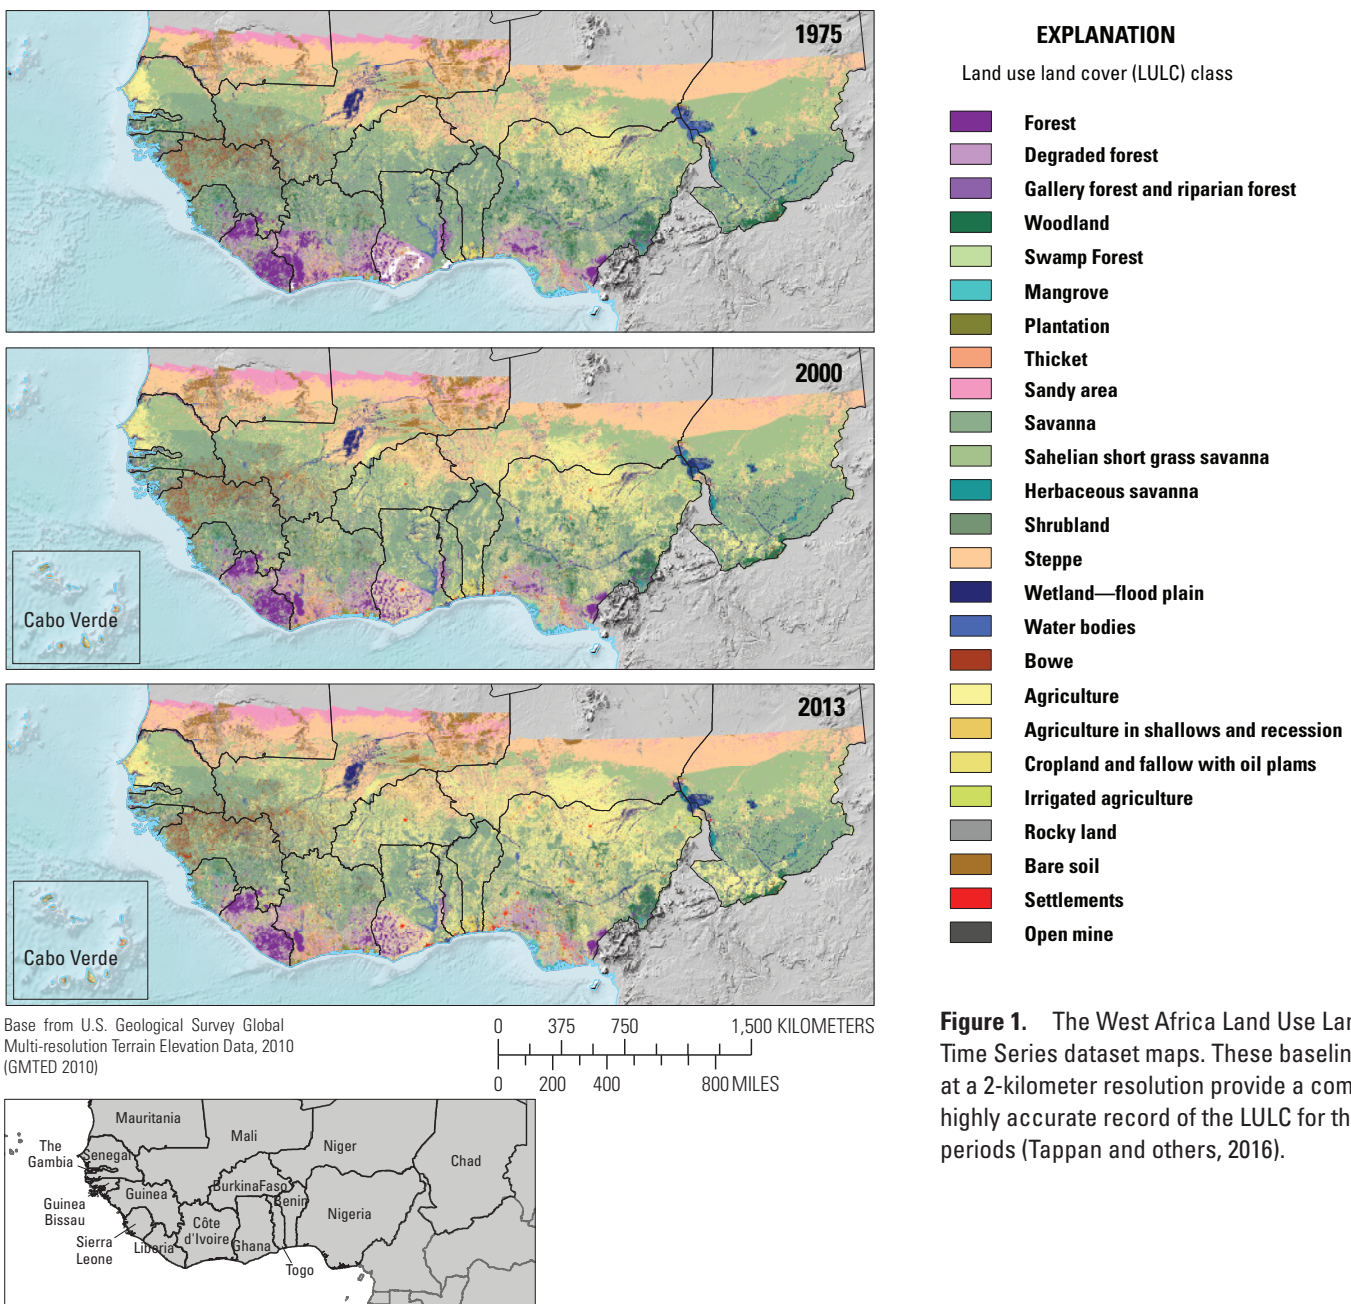 1975
2000
Cabo Verde
2013
Cabo Verde
Base from U.S. Geological Survey Global
Multi-resolution Terrain Elevation Data, 2010
(GMTED 2010)
0 375 750 1,500 KILOMETERS
0 200 400 800 MILES
Mauritania
Mali
Niger
Chad
The
Gambia
Senegal
Guinea
Bissau
Guinea
BurkinaFaso
Benin
Nigeria
Sierra
Leone
Liberia
Côte
d'Ivoire
Ghana
Togo
EXPLANATION
Land use land cover (LULC) class
Forest
Degraded forest
Gallery forest and riparian forest
Woodland
Swamp Forest
Mangrove
Plantation
Thicket
Sandy area
Savanna
Sahelian short grass savanna
Herbaceous savanna
Shrubland
Steppe
Wetland—flood plain
Water bodies
Bowe
Agriculture
Agriculture in shallows and recession
Cropland and fallow with oil plams
Irrigated agriculture
Rocky land
Bare soil
Settlements
Open mine
Figure 1. The West Africa Land Use Lan
Time Series dataset maps. These baselin
at a 2-kilometer resolution provide a com
highly accurate record of the LULC for th
periods (Tappan and others, 2016).